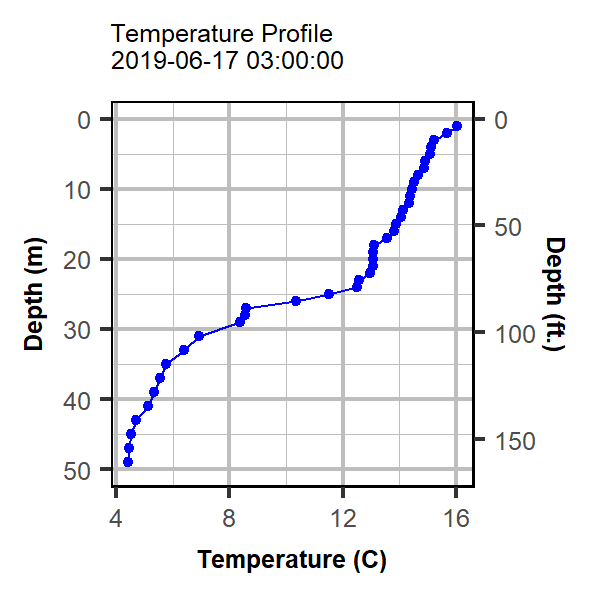 Temperature Profile
2019-06-17 03:00:00
0
10
20
30
40
50
Depth (m)
0
50
100
150
Depth (ft.)
4 8 12 16
Temperature (C)